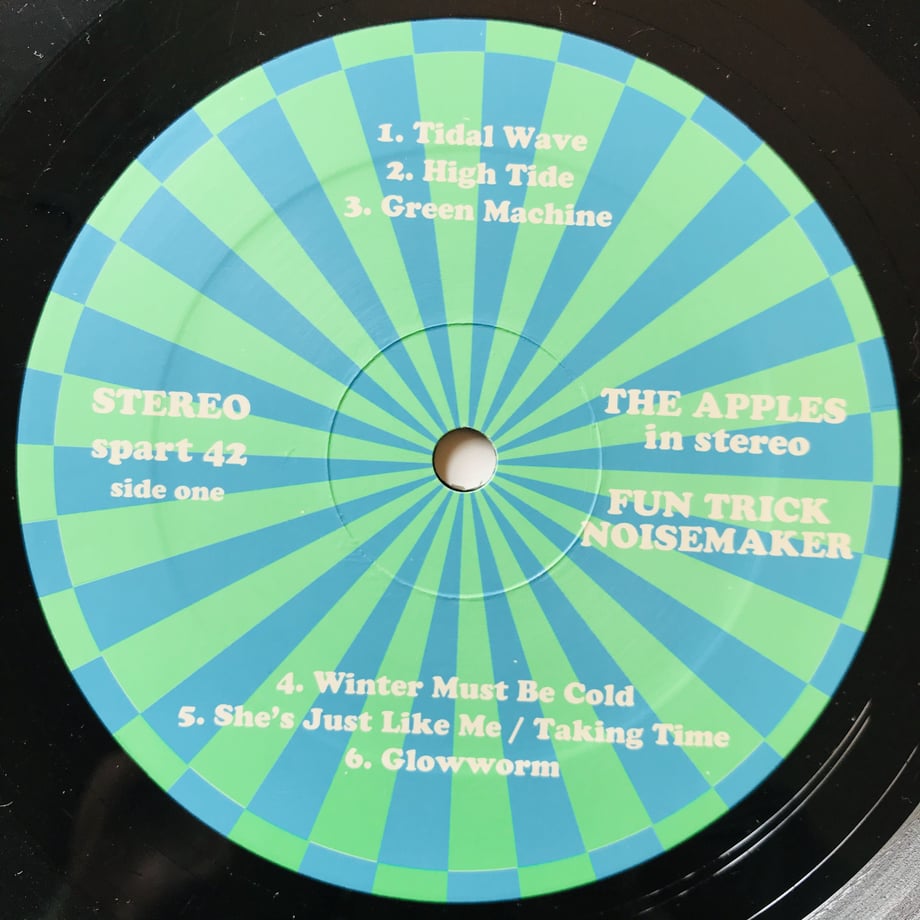 1. Tidal Wave
2. High Tide
3. Green Machine
STEREO
spart 42
side one
THE APPLES
in stereo
FUN TRICK
NOISEMAKER
4. Winter Must Be Cold
5. She's Just Like Me / Taking Time
6. Glowworm